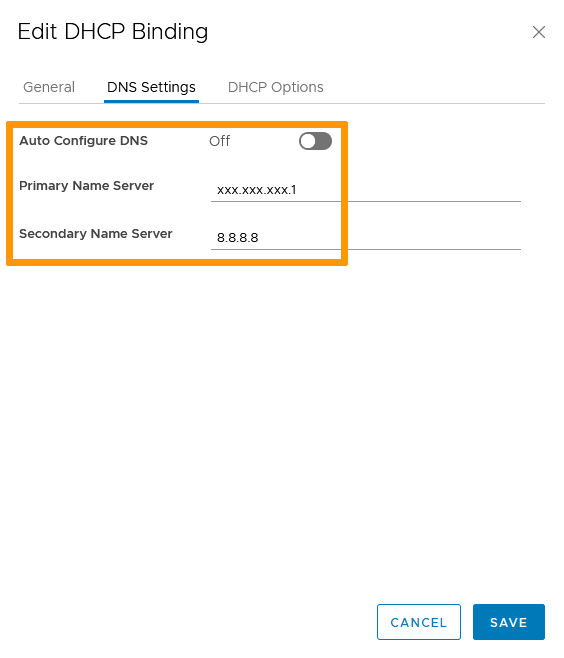 Edit DHCP Binding
General DNS Settings DHCP Options
Auto Configure DNS Off
Primary Name Server xxx.xxx.xxx.1
Secondary Name Server 8.8.8.8
CANCEL SAVE